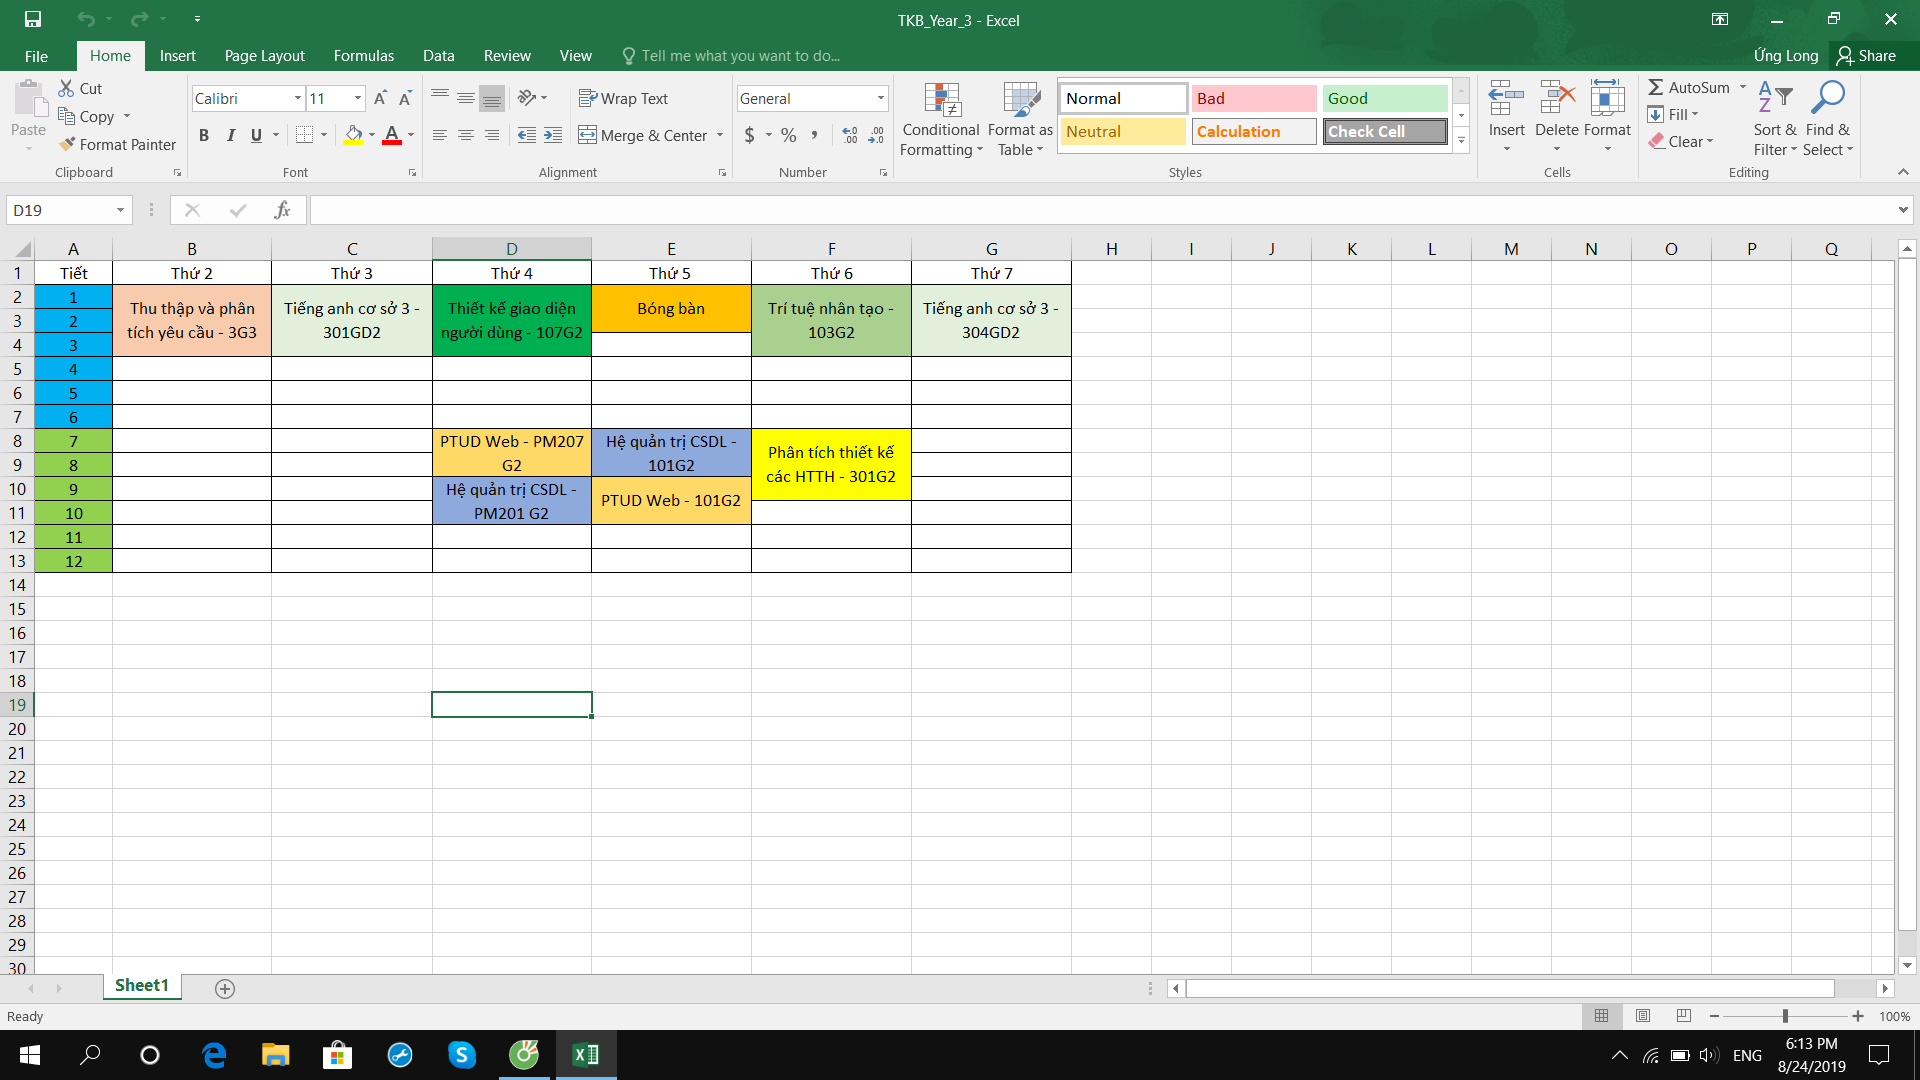 TKB_Year_3 - Excel
File Home Insert Page Layout Formulas Data Review View Tell me what you want to do... Ứng Long Share
Paste
Cut
Copy
Format Painter
Clipboard
Calibri 11 A A
B I U A
Font
Wrap Text
Merge & Center
Alignment
General
$ % , .0 .00 .00 .0
Number
Conditional Formatting
Format as Table
Normal Bad Good
Neutral Calculation Check Cell
Styles
Insert Delete Format
Cells
AutoSum
Fill
Clear
Sort & Filter
Find & Select
Editing
D19 fx
A B C D E F G H I J K L M N O P Q
1 Tiết Thứ 2 Thứ 3 Thứ 4 Thứ 5 Thứ 6 Thứ 7
2 1
3 2
4 3
Thu thập và phân
tích yêu cầu - 3G3
Tiếng anh cơ sở 3 -
301GD2
Thiết kế giao diện
người dùng - 107G2
Bóng bàn
Trí tuệ nhân tạo -
103G2
Tiếng anh cơ sở 3 -
304GD2
5 4
6 5
7 6
8 7
9 8
PTUD Web - PM207
G2
Hệ quản trị CSDL -
101G2
Phân tích thiết kế
các HTTH - 301G2
10 9
11 10
Hệ quản trị CSDL -
PM201 G2
PTUD Web - 101G2
12 11
13 12
14
15
16
17
18
19
20
21
22
23
24
25
26
27
28
29
30
Sheet1
Ready
100%
ENG
6:13 PM
8/24/2019